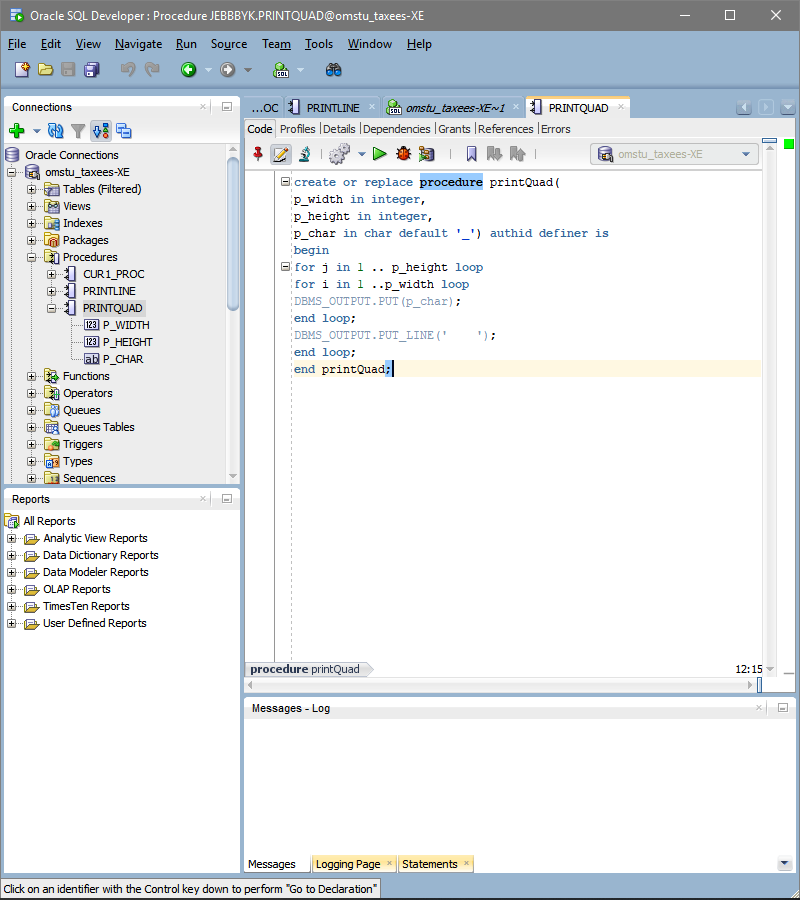 Oracle SQL Developer : Procedure JEBBBYK.PRINTQUAD@omstu_taxees-XE
File Edit View Navigate Run Source Team Tools Window Help
SQL
Connections
Oracle Connections
omstu_taxees-XE
Tables (Filtered)
Views
Indexes
Packages
Procedures
CUR1_PROC
PRINTLINE
PRINTQUAD
123 P_WIDTH
123 P_HEIGHT
ab P_CHAR
Functions
Operators
Queues
Queues Tables
Triggers
Types
Sequences
Reports
All Reports
Analytic View Reports
Data Dictionary Reports
Data Modeler Reports
OLAP Reports
TimesTen Reports
User Defined Reports
...OC PRINTLINE omstu_taxees-XE~1 PRINTQUAD
Code Profiles Details Dependencies Grants References Errors
omstu_taxees-XE
create or replace procedure printQuad(
p_width in integer,
p_height in integer,
p_char in char default '_') authid definer is
begin
for j in 1 .. p_height loop
for i in 1 ..p_width loop
DBMS_OUTPUT.PUT(p_char);
end loop;
DBMS_OUTPUT.PUT_LINE('    ');
end loop;
end printQuad;
procedure printQuad
12:15
Messages - Log
Messages Logging Page Statements
Click on an identifier with the Control key down to perform "Go to Declaration"